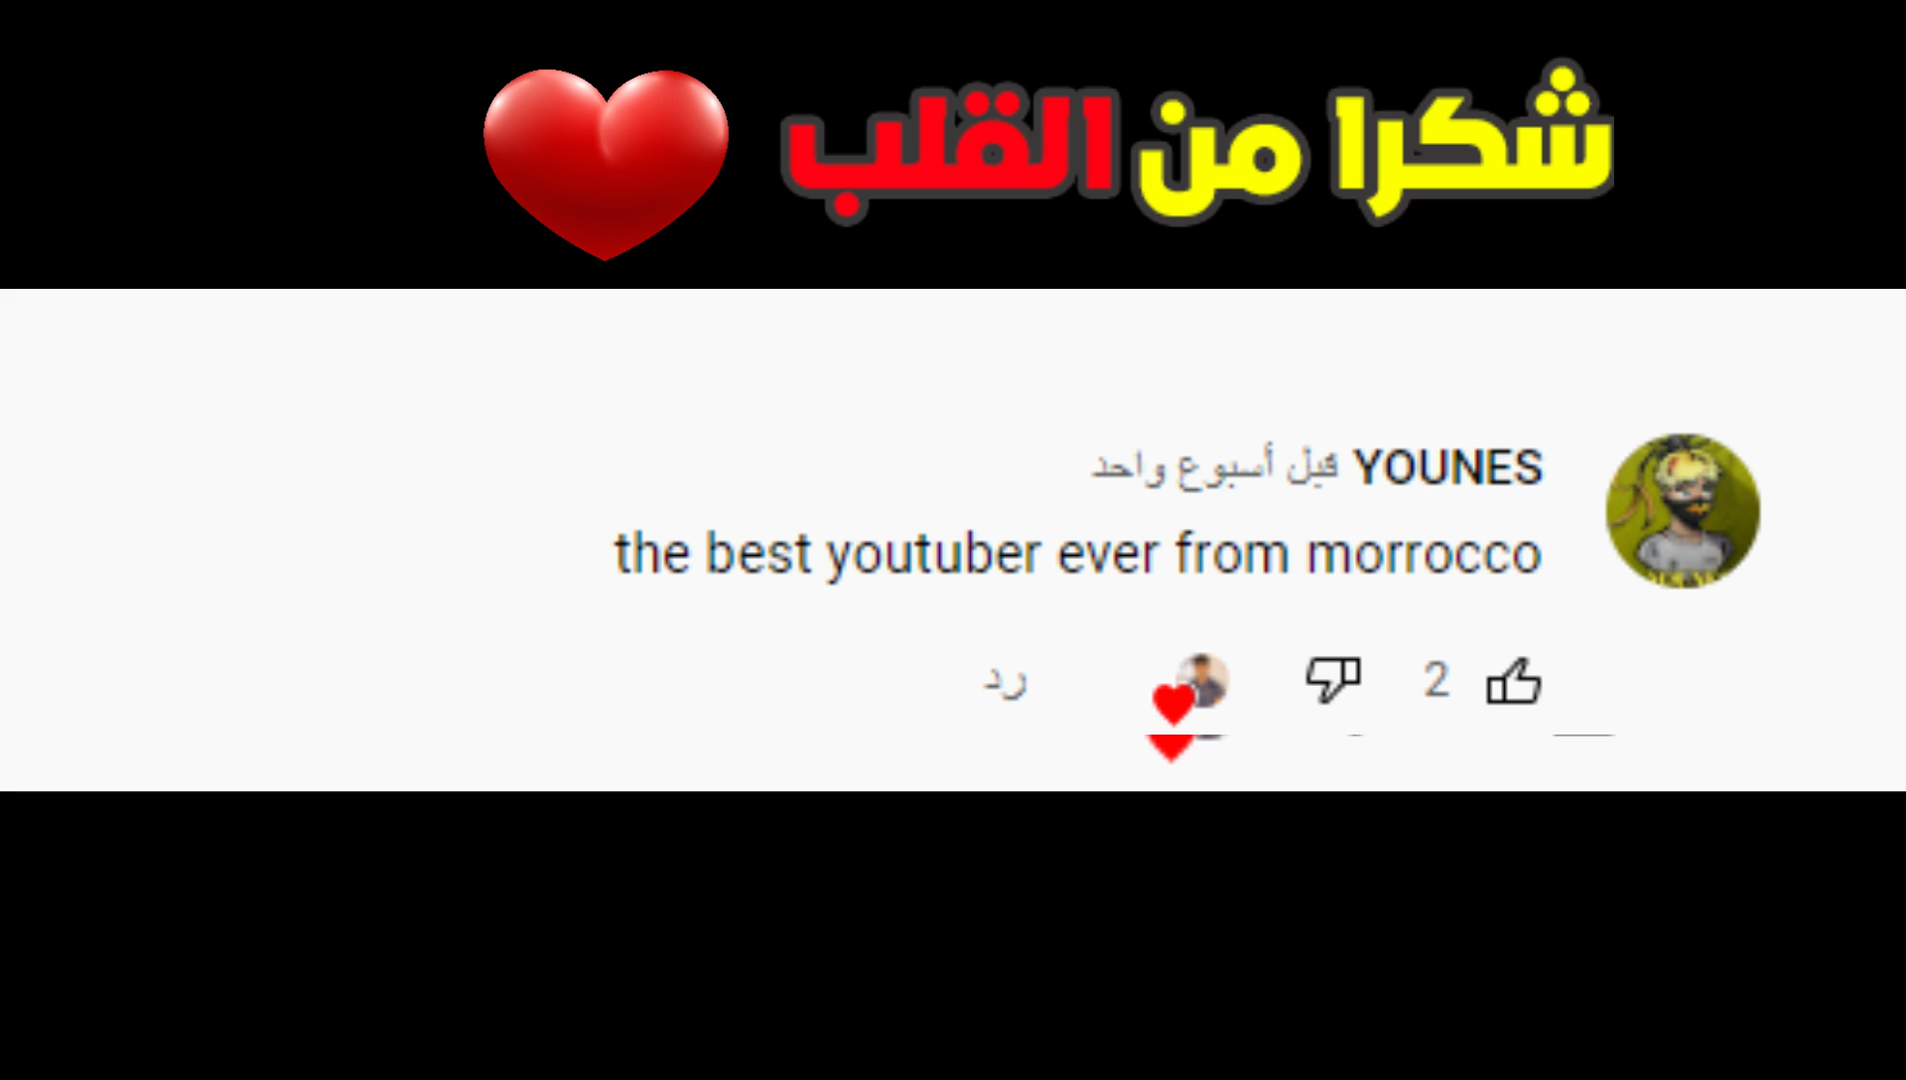 شكرا من القلب
YOUNES قبل أسبوع واحد
the best youtuber ever from morrocco
2
رد